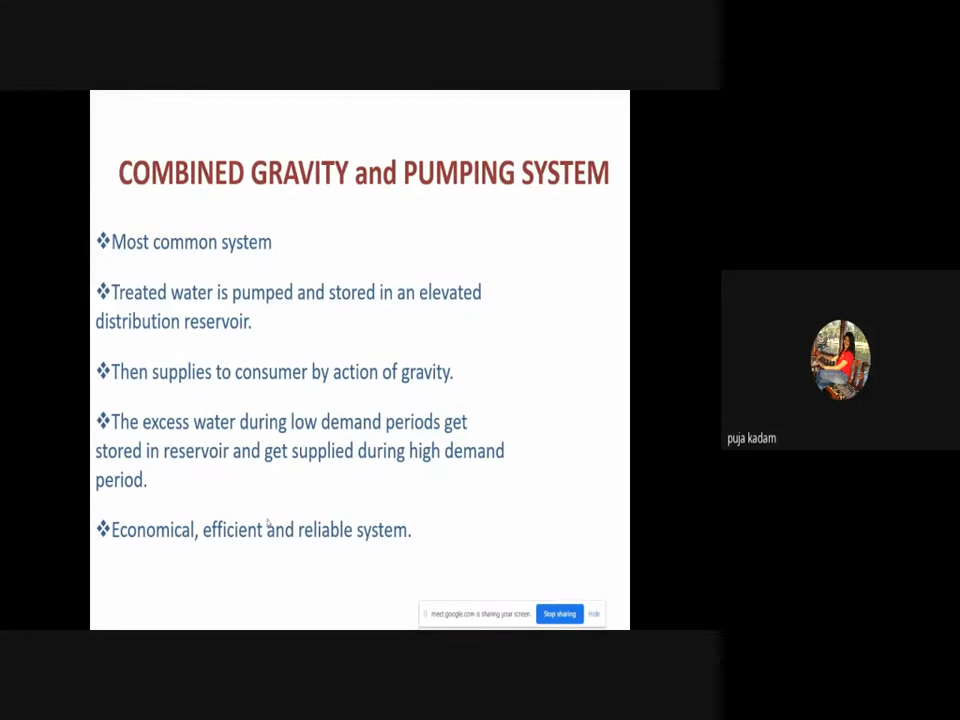 COMBINED GRAVITY and PUMPING SYSTEM
❖Most common system
❖Treated water is pumped and stored in an elevated
distribution reservoir.
❖Then supplies to consumer by action of gravity.
❖The excess water during low demand periods get
stored in reservoir and get supplied during high demand
period.
❖Economical, efficient and reliable system.
meet.google.com is sharing your screen. Stop sharing Hide
puja kadam